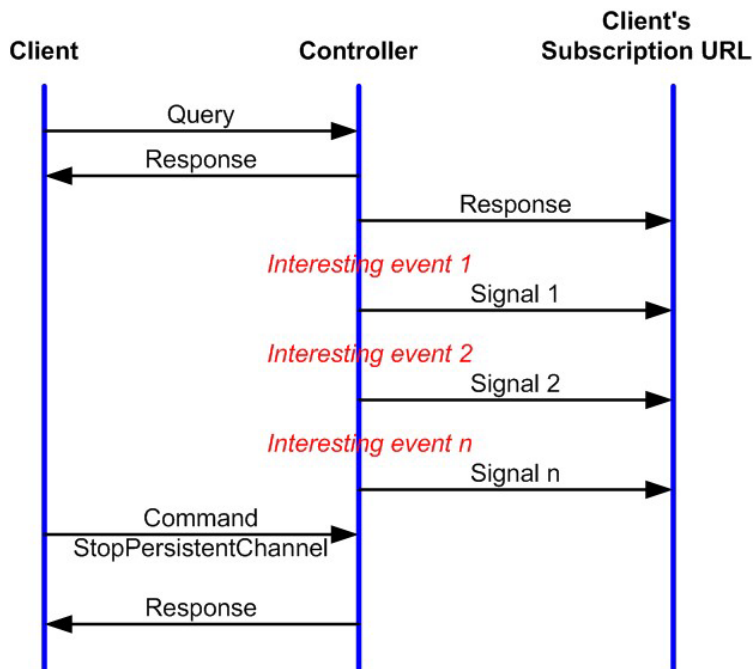 Client
Controller
Client's
Subscription URL
Query
Response
Response
Interesting event 1
Signal 1
Interesting event 2
Signal 2
Interesting event n
Signal n
Command
StopPersistentChannel
Response